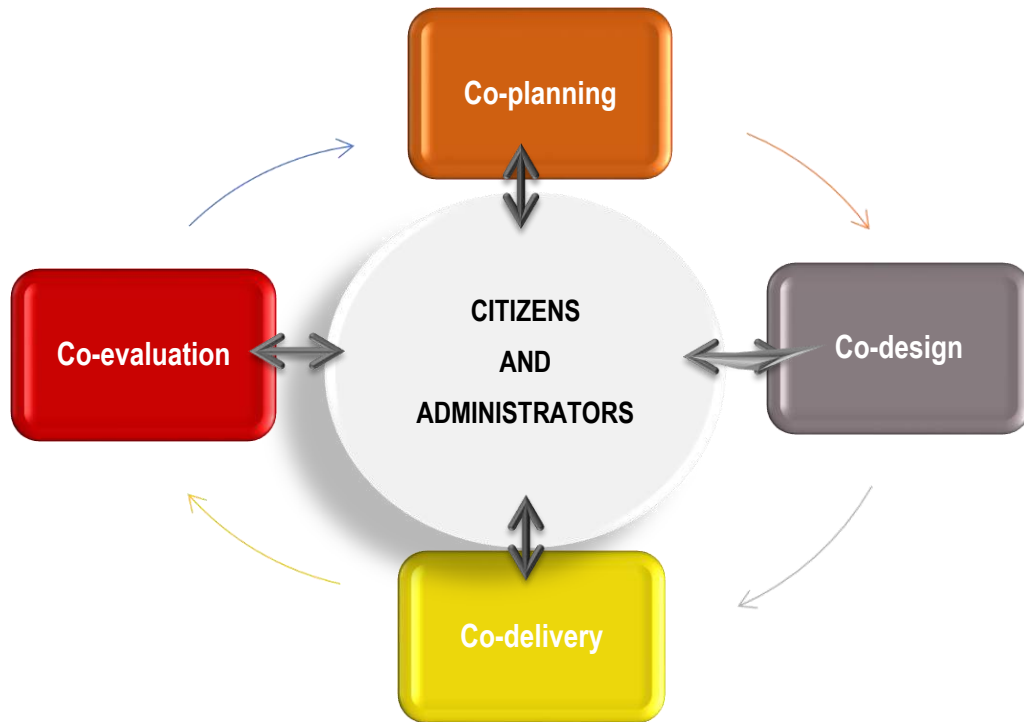 Co-planning
Co-evaluation
CITIZENS
AND
ADMINISTRATORS
Co-design
Co-delivery